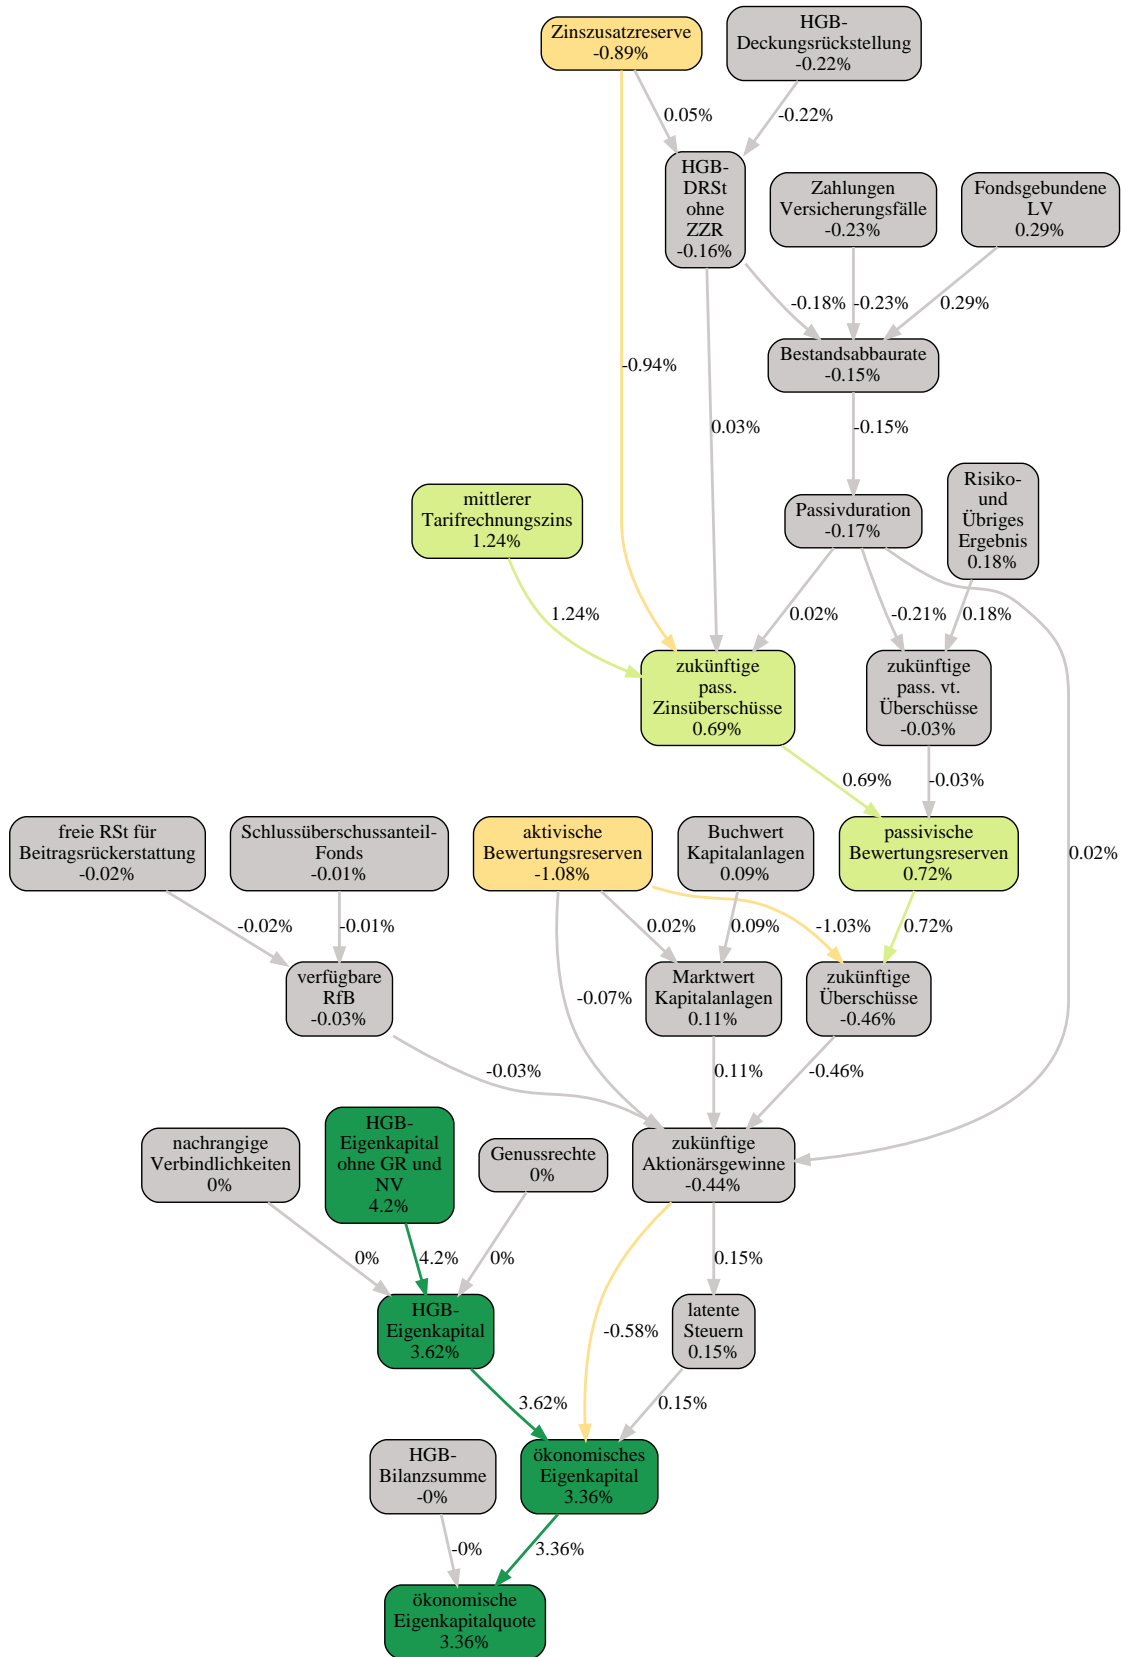 Zinszusatzreserve
-0.89%
HGB-
Deckungsrückstellung
-0.22%
0.05%
-0.22%
HGB-
DRSt
ohne
ZZR
-0.16%
Zahlungen
Versicherungsfälle
-0.23%
Fondsgebundene
LV
0.29%
-0.18%
-0.23%
0.29%
Bestandsabbaurate
-0.15%
-0.94%
0.03%
-0.15%
mittlerer
Tarifrechnungszins
1.24%
Passivduration
-0.17%
Risiko-
und
Übriges
Ergebnis
0.18%
1.24%
0.02%
-0.21%
0.18%
zukünftige
pass.
Zinsüberschüsse
0.69%
zukünftige
pass. vt.
Überschüsse
-0.03%
0.69%
-0.03%
0.02%
freie RSt für
Beitragsrückerstattung
-0.02%
Schlussüberschussanteil-
Fonds
-0.01%
aktivische
Bewertungsreserven
-1.08%
Buchwert
Kapitalanlagen
0.09%
passivische
Bewertungsreserven
0.72%
-0.02%
-0.01%
0.02%
0.09%
-1.03%
0.72%
verfügbare
RfB
-0.03%
-0.07%
Marktwert
Kapitalanlagen
0.11%
zukünftige
Überschüsse
-0.46%
-0.03%
0.11%
-0.46%
nachrangige
Verbindlichkeiten
0%
HGB-
Eigenkapital
ohne GR und
NV
4.2%
Genussrechte
0%
zukünftige
Aktionärsgewinne
-0.44%
0%
4.2%
0%
0.15%
HGB-
Eigenkapital
3.62%
-0.58%
latente
Steuern
0.15%
3.62%
0.15%
HGB-
Bilanzsumme
-0%
ökonomisches
Eigenkapital
3.36%
-0%
3.36%
ökonomische
Eigenkapitalquote
3.36%